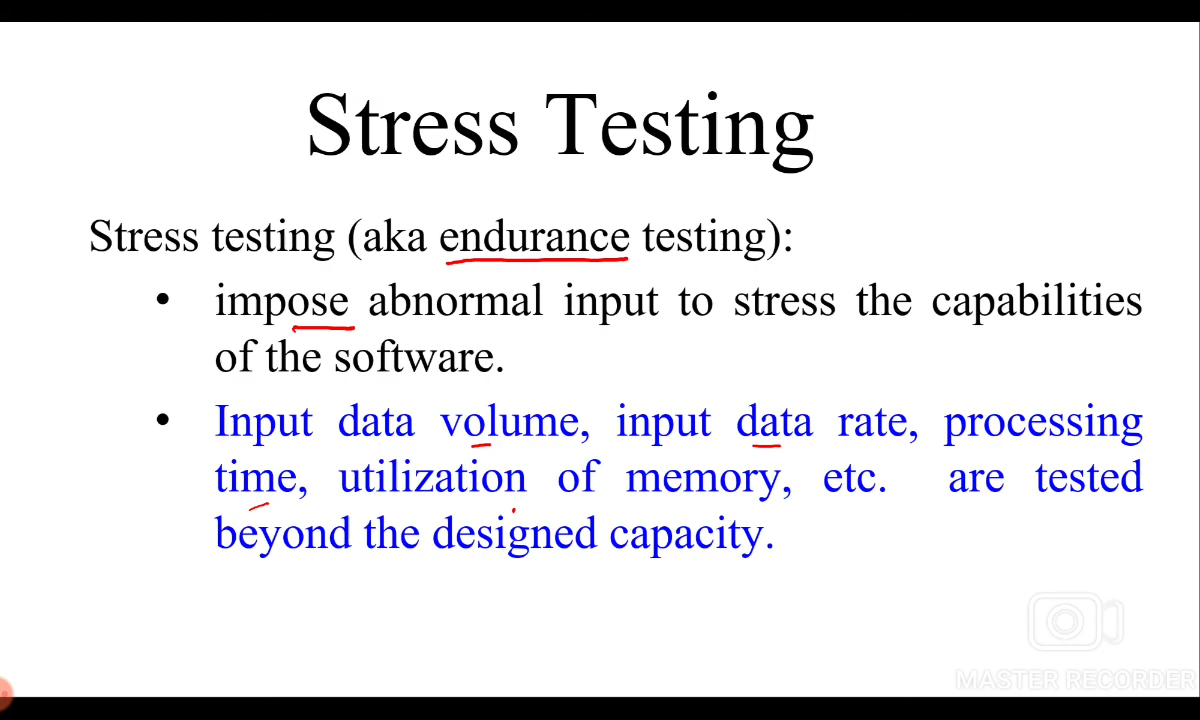 Stress Testing
Stress testing (aka endurance testing):
• impose abnormal input to stress the capabilities
of the software.
• Input data volume, input data rate, processing
time, utilization of memory, etc. are tested
beyond the designed capacity.
MASTER RECORDER